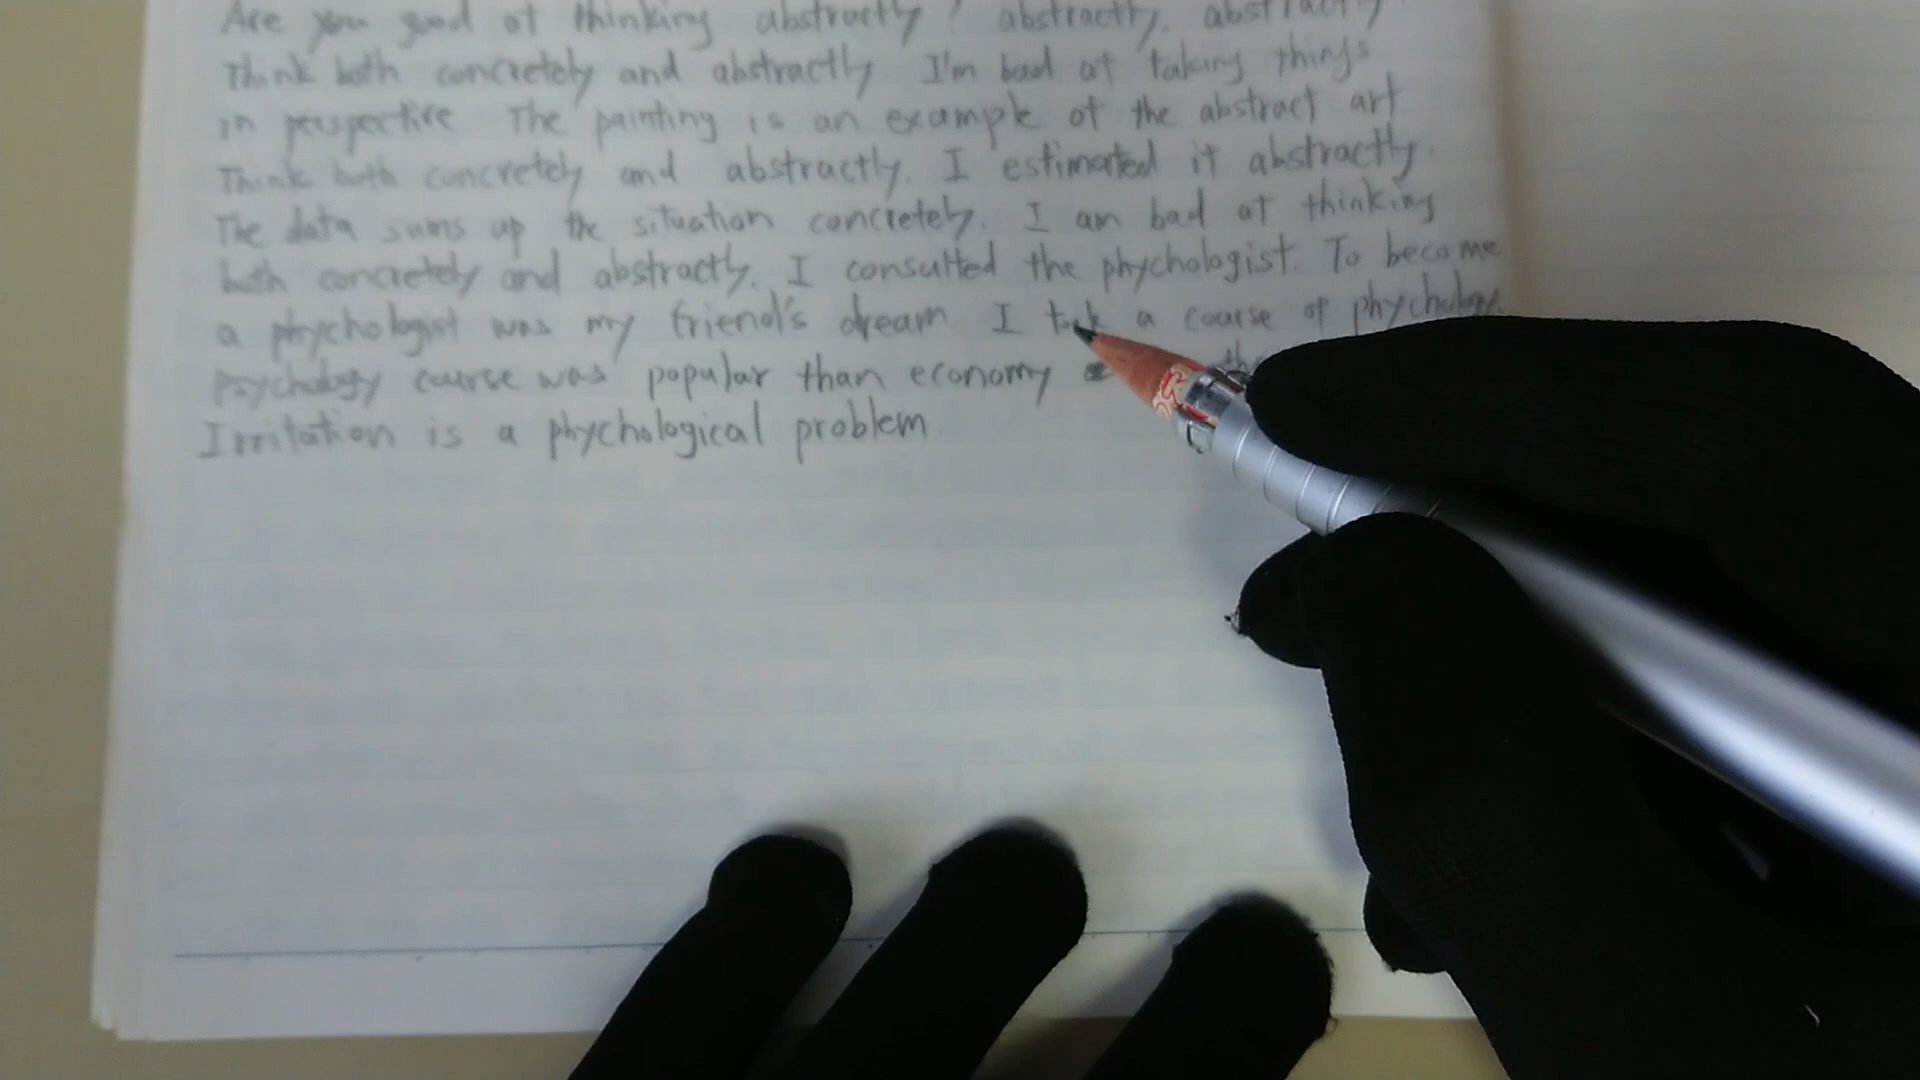 Are you good at thinking abstractly? abstractly, abstractly
Think both concretely and abstractly I'm bad at taking things
in perspective The painting is an example of the abstract art
Think both concretely and abstractly. I estimated it abstractly.
The data sums up the situation concretely. I am bad at thinking
both concretely and abstractly. I consulted the phychologist. To become
a phychologist was my friend's dream I took a course of phychology.
psychology course was popular than economy
Irritation is a phychological problem